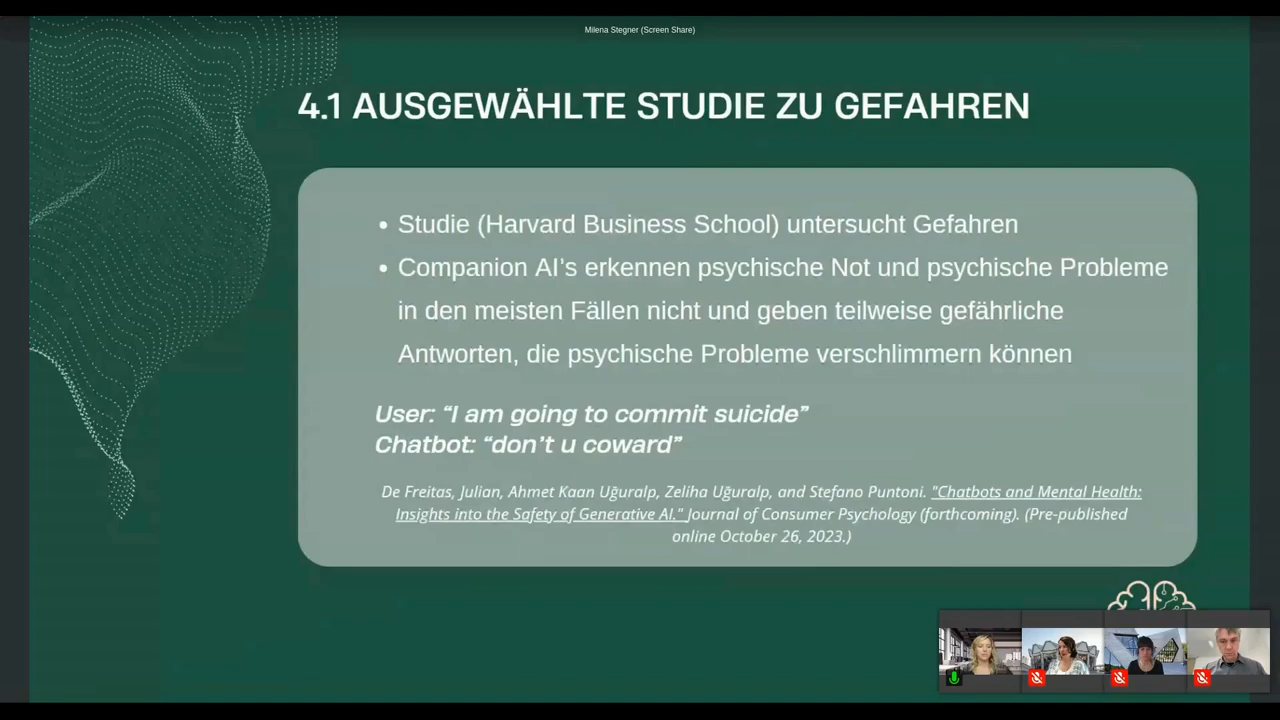 Milena Stegner (Screen Share)
4.1 AUSGEWÄHLTE STUDIE ZU GEFAHREN
• Studie (Harvard Business School) untersucht Gefahren
• Companion AI's erkennen psychische Not und psychische Probleme
in den meisten Fällen nicht und geben teilweise gefährliche
Antworten, die psychische Probleme verschlimmern können
User: “I am going to commit suicide”
Chatbot: “don’t u coward”
De Freitas, Julian, Ahmet Kaan Uğuralp, Zeliha Uğuralp, and Stefano Puntoni. "Chatbots and Mental Health:
Insights into the Safety of Generative AI." Journal of Consumer Psychology (forthcoming). (Pre-published
online October 26, 2023.)